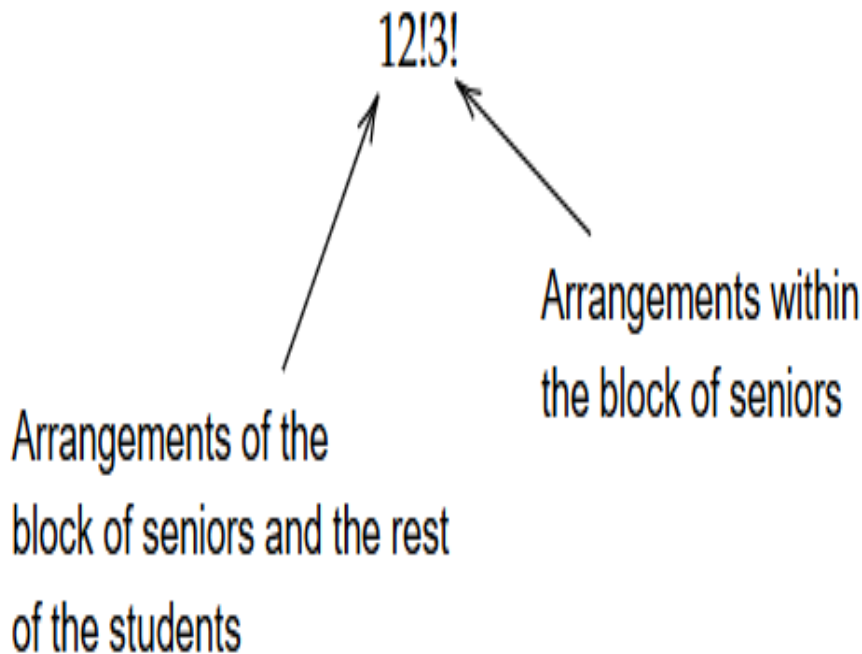 12!3!
Arrangements within
the block of seniors
Arrangements of the
block of seniors and the rest
of the students